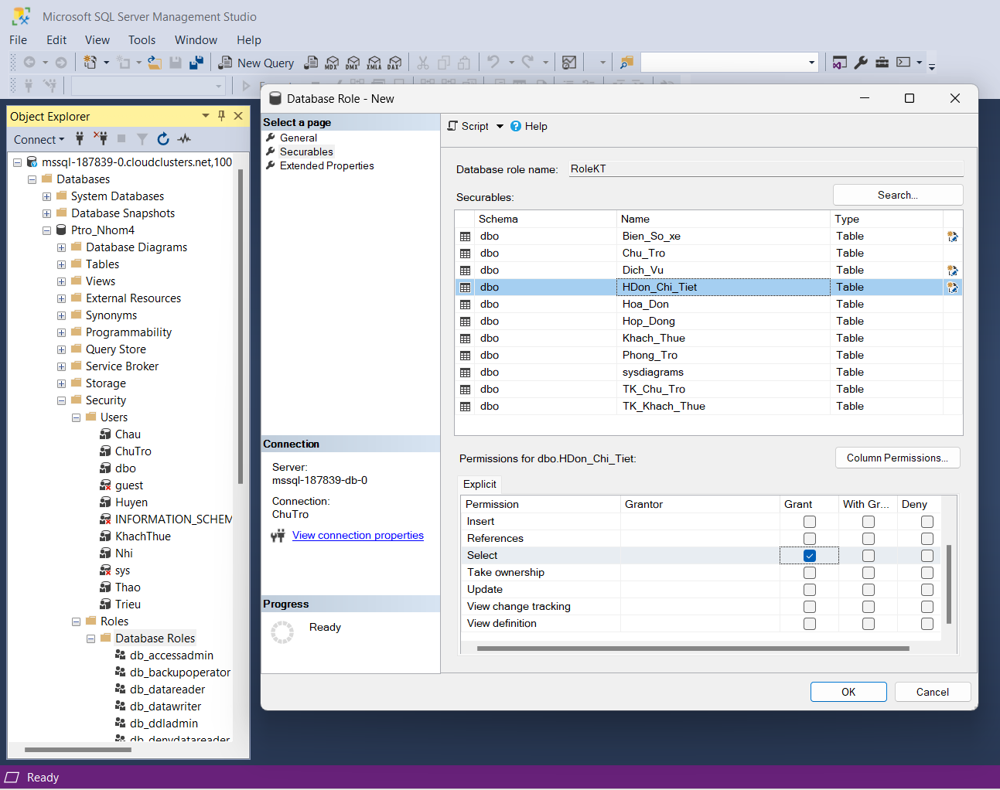 Microsoft SQL Server Management Studio
File Edit View Tools Window Help
New Query MDX DMX XMLA DAX
Object Explorer
Connect
mssql-187839-0.cloudclusters.net,100
Databases
System Databases
Database Snapshots
Ptro_Nhom4
Database Diagrams
Tables
Views
External Resources
Synonyms
Programmability
Query Store
Service Broker
Storage
Security
Users
Chau
ChuTro
dbo
guest
Huyen
INFORMATION_SCHEM
KhachThue
Nhi
sys
Thao
Trieu
Roles
Database Roles
db_accessadmin
db_backupoperator
db_datareader
db_datawriter
db_ddladmin
db_denydatareader
Database Role - New
Select a page
General
Securables
Extended Properties
Connection
Server:
mssql-187839-db-0
Connection:
ChuTro
View connection properties
Progress
Ready
Script Help
Database role name: RoleKT
Securables: Search...
Schema Name Type
dbo Bien_So_xe Table
dbo Chu_Tro Table
dbo Dich_Vu Table
dbo HDon_Chi_Tiet Table
dbo Hoa_Don Table
dbo Hop_Dong Table
dbo Khach_Thue Table
dbo Phong_Tro Table
dbo sysdiagrams Table
dbo TK_Chu_Tro Table
dbo TK_Khach_Thue Table
Permissions for dbo.HDon_Chi_Tiet: Column Permissions...
Explicit
Permission Grantor Grant With Gr... Deny
Insert
References
Select
Take ownership
Update
View change tracking
View definition
OK Cancel
Ready